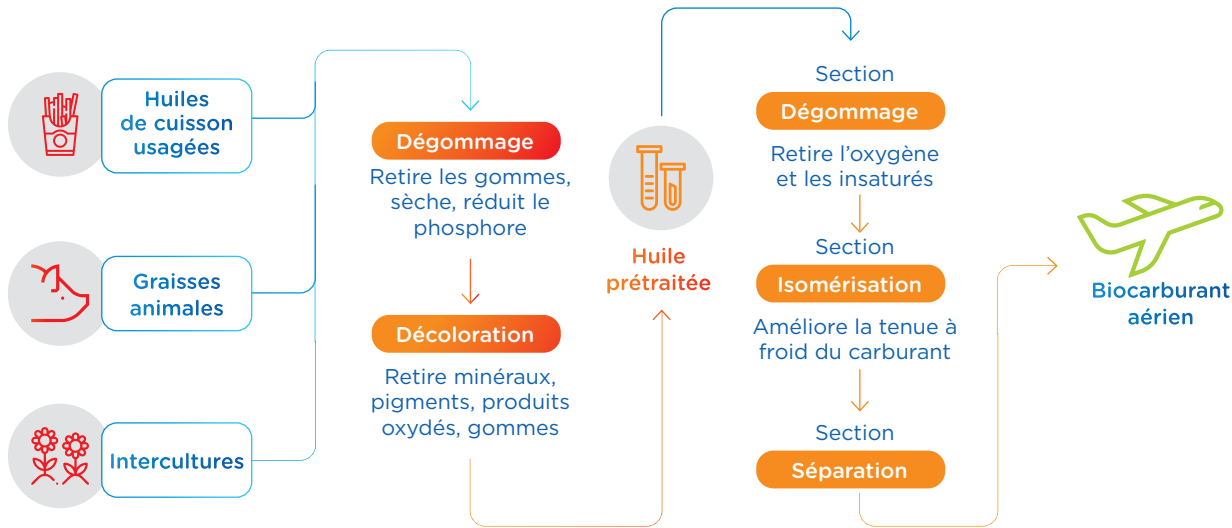 Huiles
de cuisson
usagées
Graisses
animales
Intercultures
Dégommage
Retire les gommes,
sèche, réduit le
phosphore
Décoloration
Retire minéraux,
pigments, produits
oxydés, gommes
Huile
prétraitée
Section
Dégommage
Retire l’oxygène
et les insaturés
Section
Isomérisation
Améliore la tenue à
froid du carburant
Section
Séparation
Biocarburant
aérien